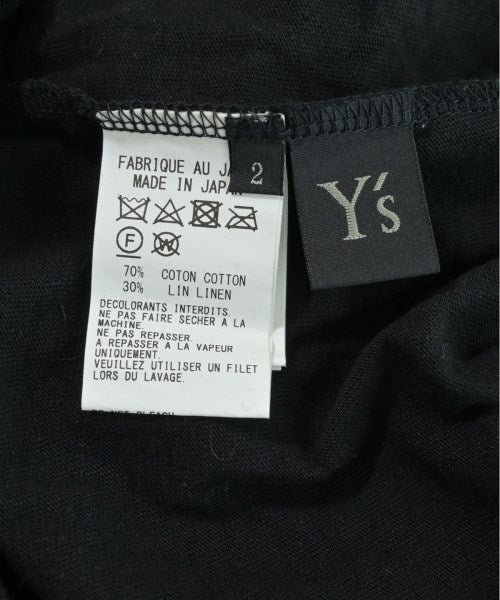 FABRIQUE AU
MADE IN JAPAN
2
Y's
F
W
70% COTON COTTON
30% LIN LINEN
DECOLORANTS INTERDITS.
NE PAS FAIRE SECHER A LA
MACHINE.
NE PAS REPASSER.
A REPASSER A LA VAPEUR
UNIQUEMENT.
VEUILLEZ UTILISER UN FILET
LORS DU LAVAGE.